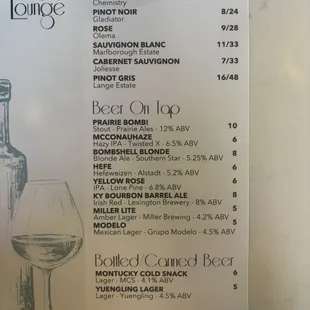 Lounge
Chemistry
PINOT NOIR 8/24
Gladiator
ROSE 9/28
Olema
SAUVIGNON BLANC 11/33
Marlborough Estate
CABERNET SAUVIGNON 7/33
Joliesse
PINOT GRIS 16/48
Lange Estate
Beer On Tap
PRAIRIE BOMB! 10
Stout - Prairie Ales - 12% ABV
MCCONAUHAZE 6
Hazy IPA - Twisted X - 6.5% ABV
BOMBSHELL BLONDE 6
Blonde Ale - Southern Star - 5.25% ABV
HEFE 6
Hefeweizen - Alstadt - 5.2% ABV
YELLOW ROSE 6
IPA - Lone Pine - 6.8% ABV
KY BOURBON BARREL ALE 8
Irish Red - Lexington Brewery - 8% ABV
MILLER LITE 5
Amber Lager - Miller Brewing - 4.2% ABV
MODELO 5
Mexican Lager - Grupo Modelo - 4.5% ABV
Bottled/Canned Beer
MONTUCKY COLD SNACK 6
Lager - MCS - 4.1% ABV
YUENGLING LAGER 5
Lager - Yuengling - 4.5% ABV